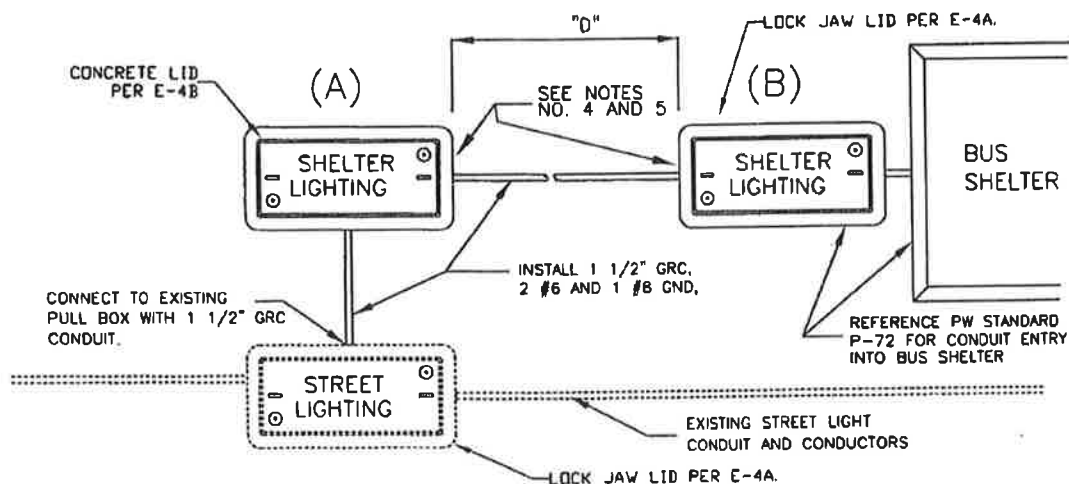 "D"
LOCK JAW LID PER E-4A.
CONCRETE LID
PER E-4B
(A)
SEE NOTES
NO. 4 AND 5
(B)
SHELTER
LIGHTING
SHELTER
LIGHTING
BUS
SHELTER
INSTALL 1 1/2" GRC,
2 #6 AND 1 #8 GND,
CONNECT TO EXISTING
PULL BOX WITH 1 1/2" GRC
CONDUIT.
REFERENCE PW STANDARD
P-72 FOR CONDUIT ENTRY
INTO BUS SHELTER
STREET
LIGHTING
EXISTING STREET LIGHT
CONDUIT AND CONDUCTORS
LOCK JAW LID PER E-4A.